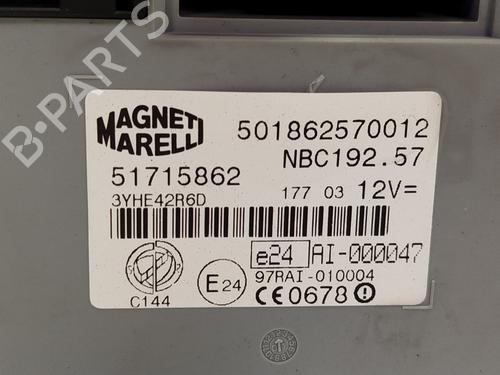 B-PARTS
MAGNETI MARELLI
501862570012
NBC192.57
51715862
177 03 12V=
3YHE42R6D
e24 AI-000047
97RAI-010004
E24
C144
CE0678